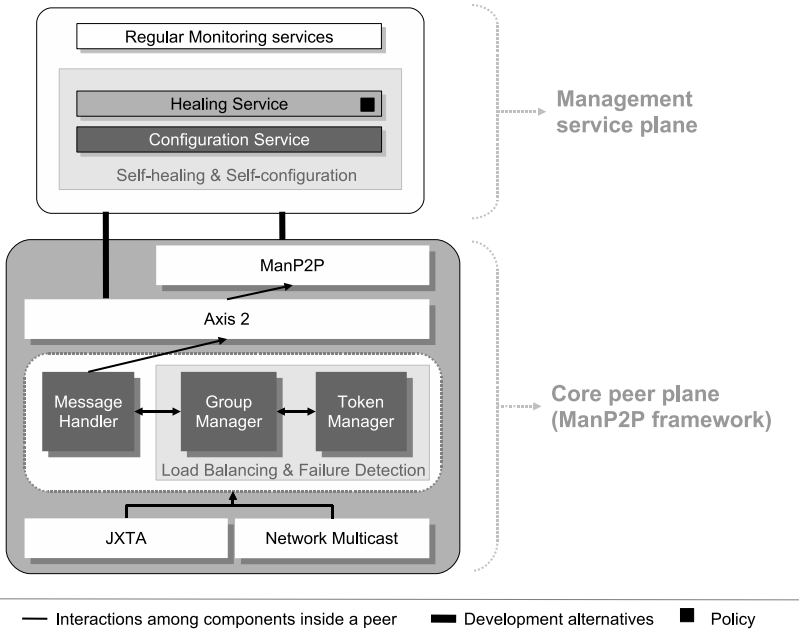 Regular Monitoring services
Healing Service
Configuration Service
Self-healing & Self-configuration
Management
service plane
ManP2P
Axis 2
Message
Handler
Group
Manager
Token
Manager
Load Balancing & Failure Detection
Core peer plane
(ManP2P framework)
JXTA
Network Multicast
Interactions among components inside a peer
Development alternatives
Policy